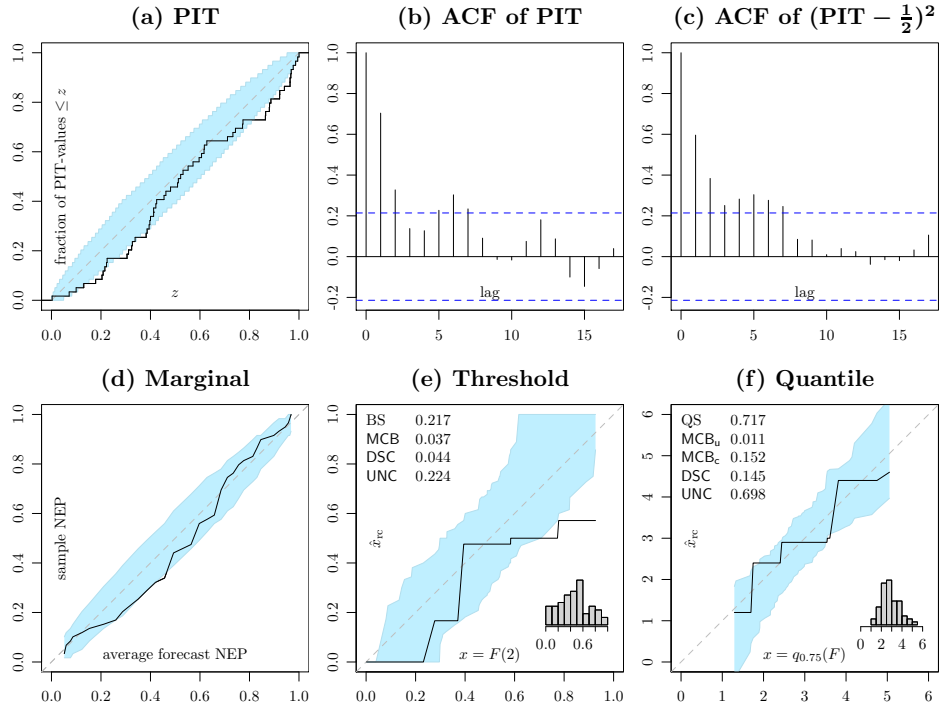 (a) PIT
fraction of PIT-values ≤ z
0.0 0.2 0.4 0.6 0.8 1.0
z
0.0 0.2 0.4 0.6 0.8 1.0
(b) ACF of PIT
-0.2 0.0 0.2 0.4 0.6 0.8 1.0
lag
0 5 10 15
(c) ACF of (PIT − 1/2)²
-0.2 0.0 0.2 0.4 0.6 0.8 1.0
lag
0 5 10 15
(d) Marginal
sample NEP
0.0 0.2 0.4 0.6 0.8 1.0
average forecast NEP
0.0 0.2 0.4 0.6 0.8 1.0
(e) Threshold
BS 0.217
MCB 0.037
DSC 0.044
UNC 0.224
x̂rc
0.0 0.2 0.4 0.6 0.8 1.0
0.0 0.6
x = F(2)
0.0 0.2 0.4 0.6 0.8 1.0
(f) Quantile
QS 0.717
MCBu 0.011
MCBc 0.152
DSC 0.145
UNC 0.698
x̂rc
0 1 2 3 4 5 6
0 2 4 6
x = q0.75(F)
0 1 2 3 4 5 6